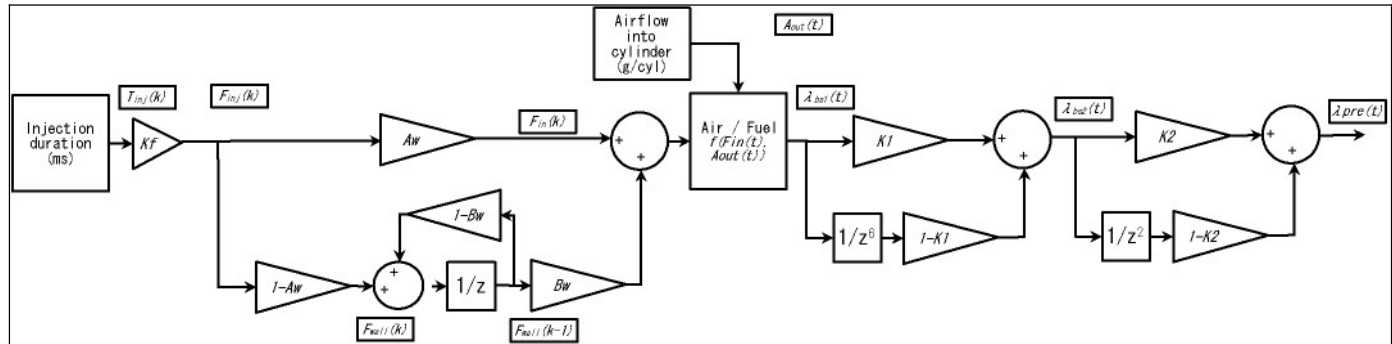 Airflow
into
cylinder
(g/cyl)
Aout(t)
Tinj(k)
Finj(k)
Injection
duration
(ms)
Kf
Aw
Fin(k)
+
+
Air / Fuel
f(Fin(t),
Aout(t))
λbs1(t)
K1
+
+
λbs2(t)
K2
+
+
λpre(t)
1-Bw
1/z⁶
1-K1
1/z²
1-K2
1-Aw
+
+
1/z
Bw
Fwall(k)
Fwall(k-1)